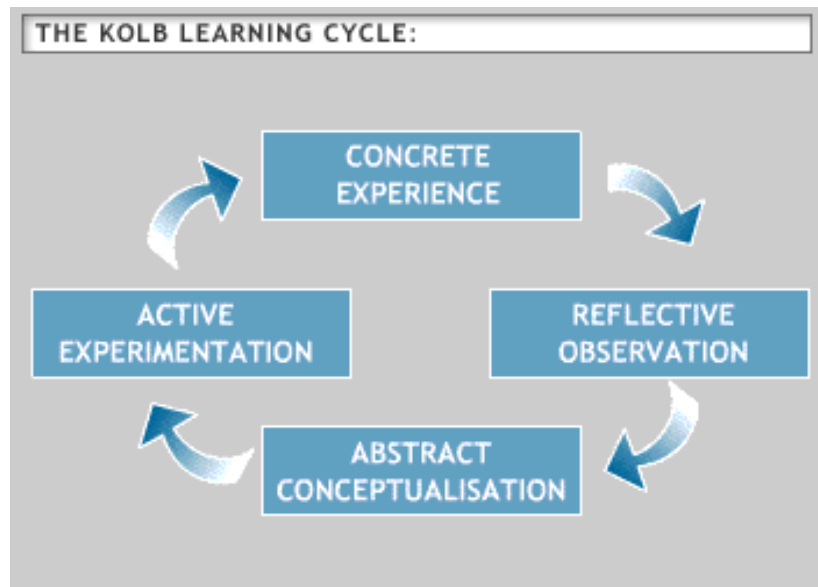 THE KOLB LEARNING CYCLE:
CONCRETE
EXPERIENCE
REFLECTIVE
OBSERVATION
ABSTRACT
CONCEPTUALISATION
ACTIVE
EXPERIMENTATION